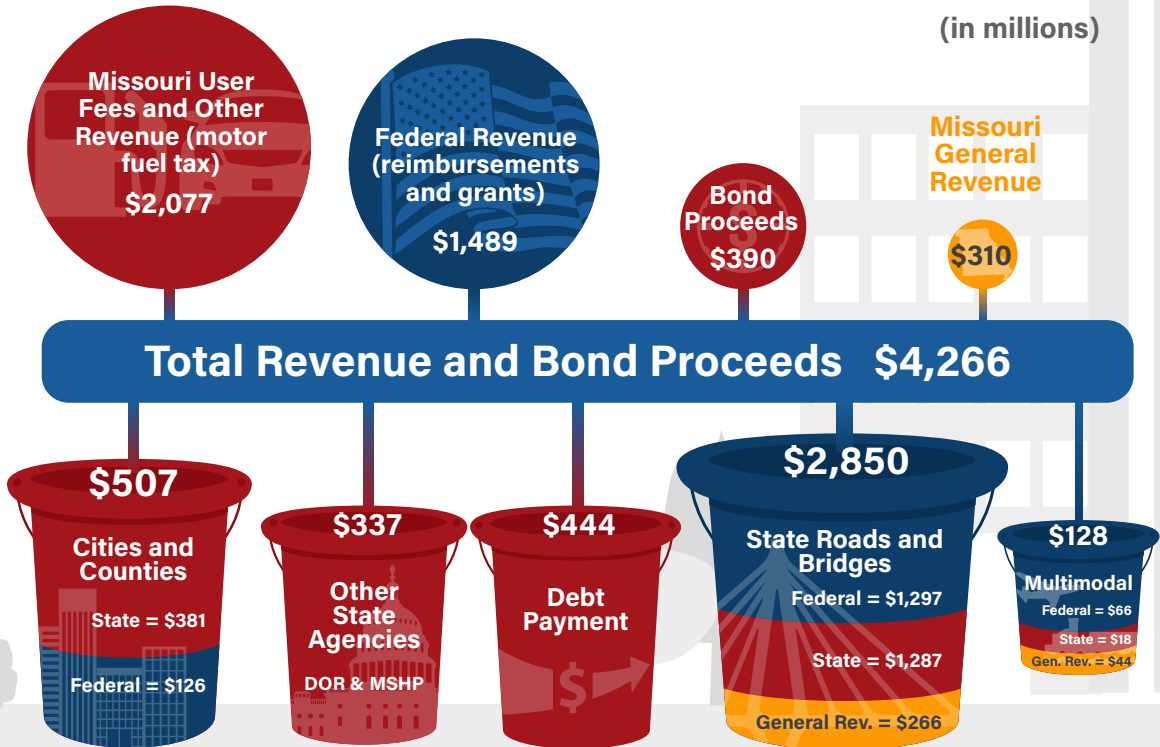 (in millions)
Missouri User
Fees and Other
Revenue (motor
fuel tax)
$2,077
Federal Revenue
(reimbursements
and grants)
$1,489
Bond
Proceeds
$390
Missouri
General
Revenue
$310
Total Revenue and Bond Proceeds $4,266
$507
Cities and
Counties
State = $381
Federal = $126
$337
Other
State
Agencies
DOR & MSHP
$444
Debt
Payment
$
$2,850
State Roads and
Bridges
Federal = $1,297
State = $1,287
General Rev. = $266
$128
Multimodal
Federal = $66
State = $18
Gen. Rev. = $44